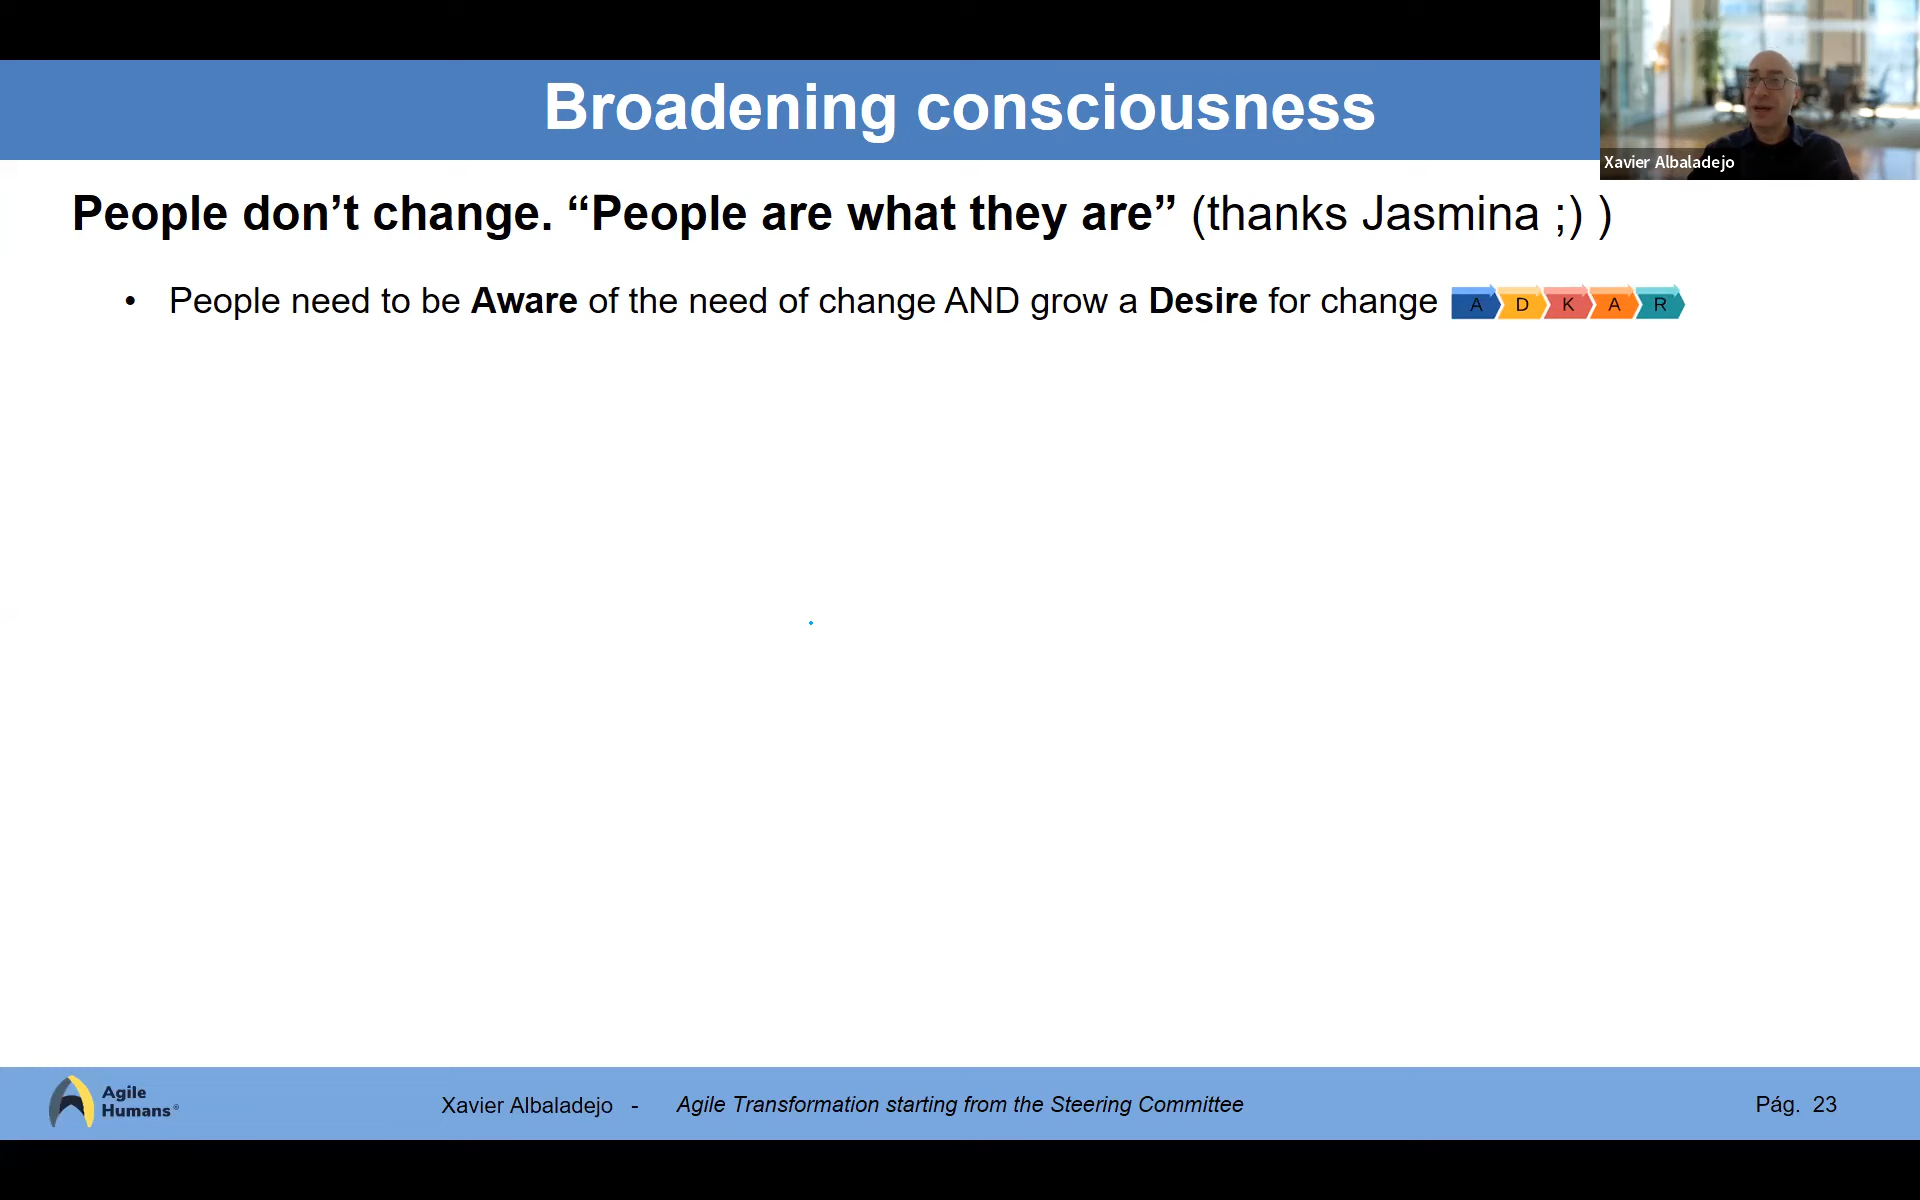 Broadening consciousness
Xavier Albaladejo
People don’t change. “People are what they are” (thanks Jasmina ;) )
• People need to be Aware of the need of change AND grow a Desire for change A D K A R
Agile
Humans®
Xavier Albaladejo - Agile Transformation starting from the Steering Committee
Pág. 23